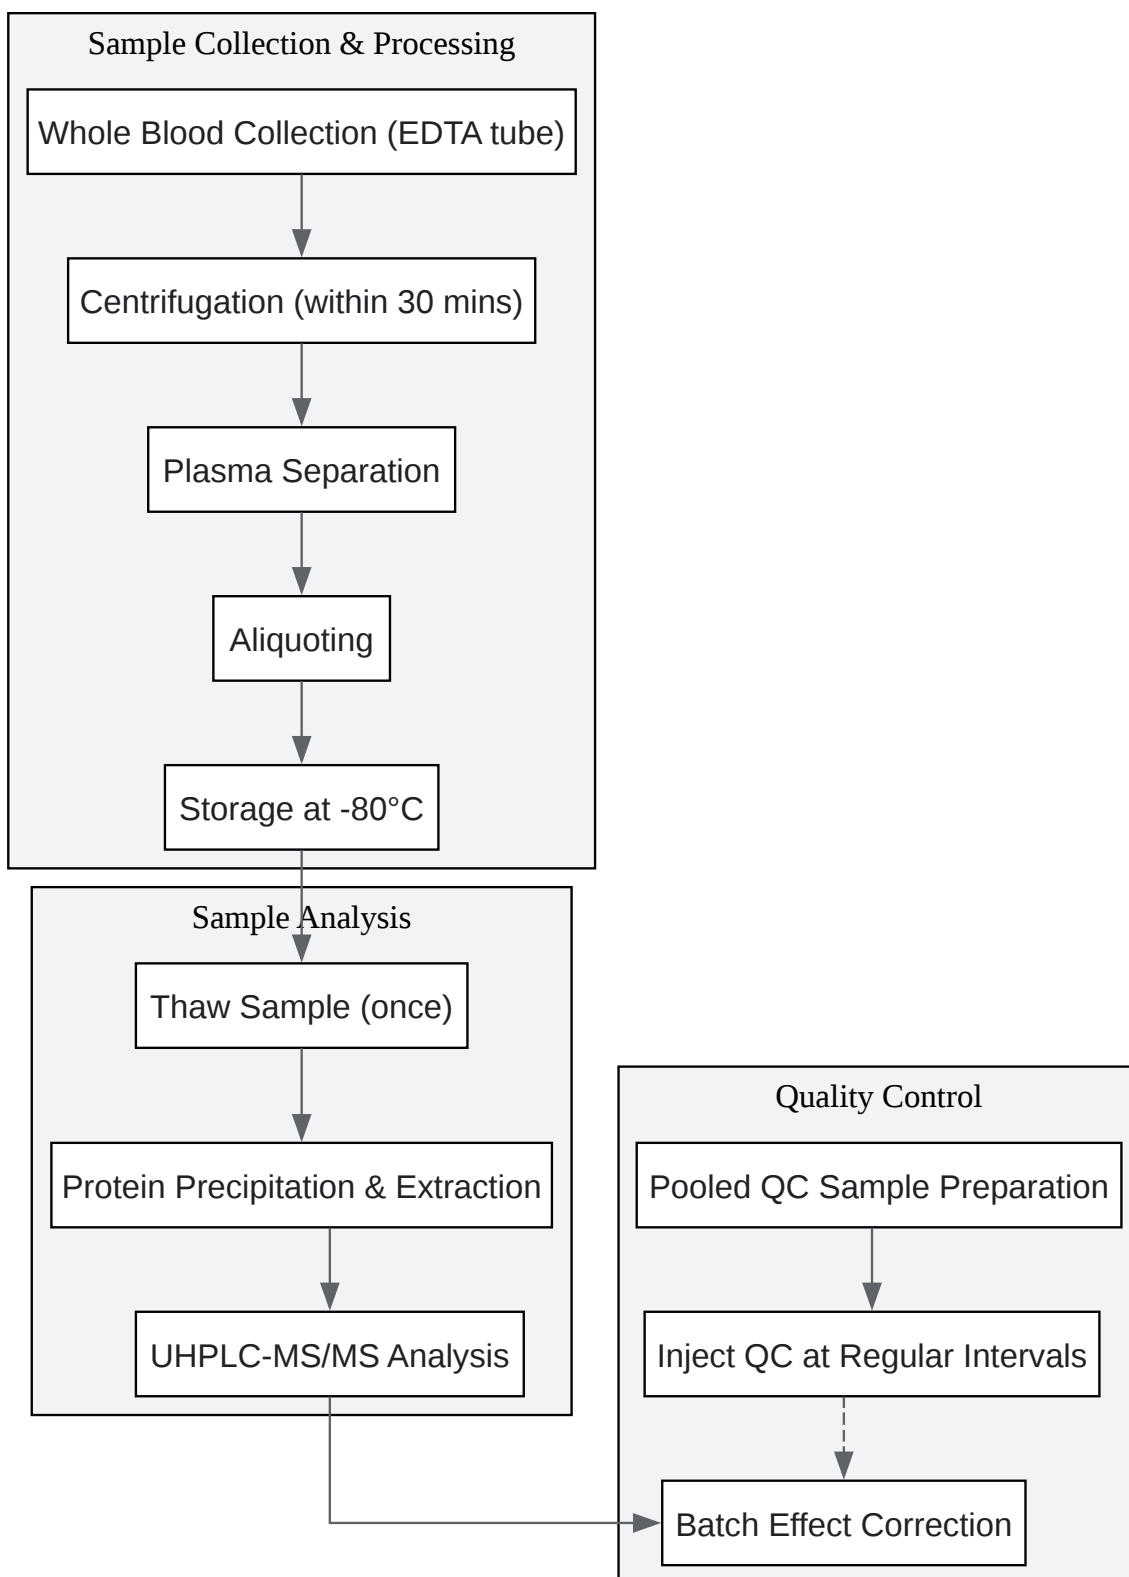 Sample Collection & Processing
Whole Blood Collection (EDTA tube)
Centrifugation (within 30 mins)
Plasma Separation
Aliquoting
Storage at -80°C
Sample Analysis
Thaw Sample (once)
Protein Precipitation & Extraction
UHPLC-MS/MS Analysis
Quality Control
Pooled QC Sample Preparation
Inject QC at Regular Intervals
Batch Effect Correction